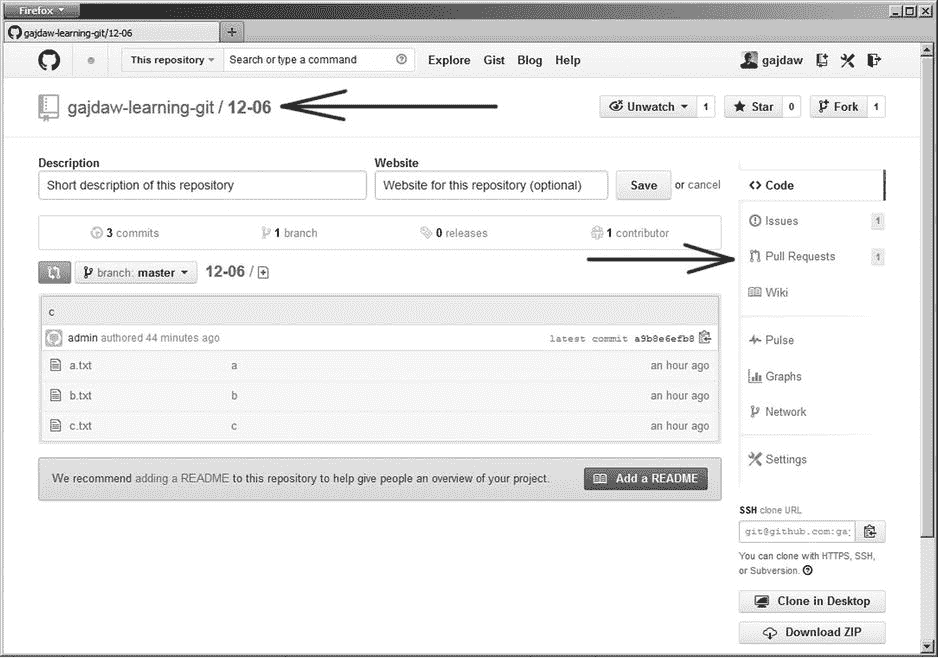 Firefox
gajdaw-learning-git/12-06
This repository Search or type a command Explore Gist Blog Help gajdaw
gajdaw-learning-git / 12-06 Unwatch 1 Star 0 Fork 1
Description Website
Short description of this repository Website for this repository (optional) Save or cancel
3 commits 1 branch 0 releases 1 contributor
branch: master 12-06 /
c
admin authored 44 minutes ago latest commit a9b8e6efb8
a.txt a an hour ago
b.txt b an hour ago
c.txt c an hour ago
We recommend adding a README to this repository to help give people an overview of your project. Add a README
Code
Issues 1
Pull Requests 1
Wiki
Pulse
Graphs
Network
Settings
SSH clone URL
git@github.com:ga
You can clone with HTTPS, SSH,
or Subversion.
Clone in Desktop
Download ZIP